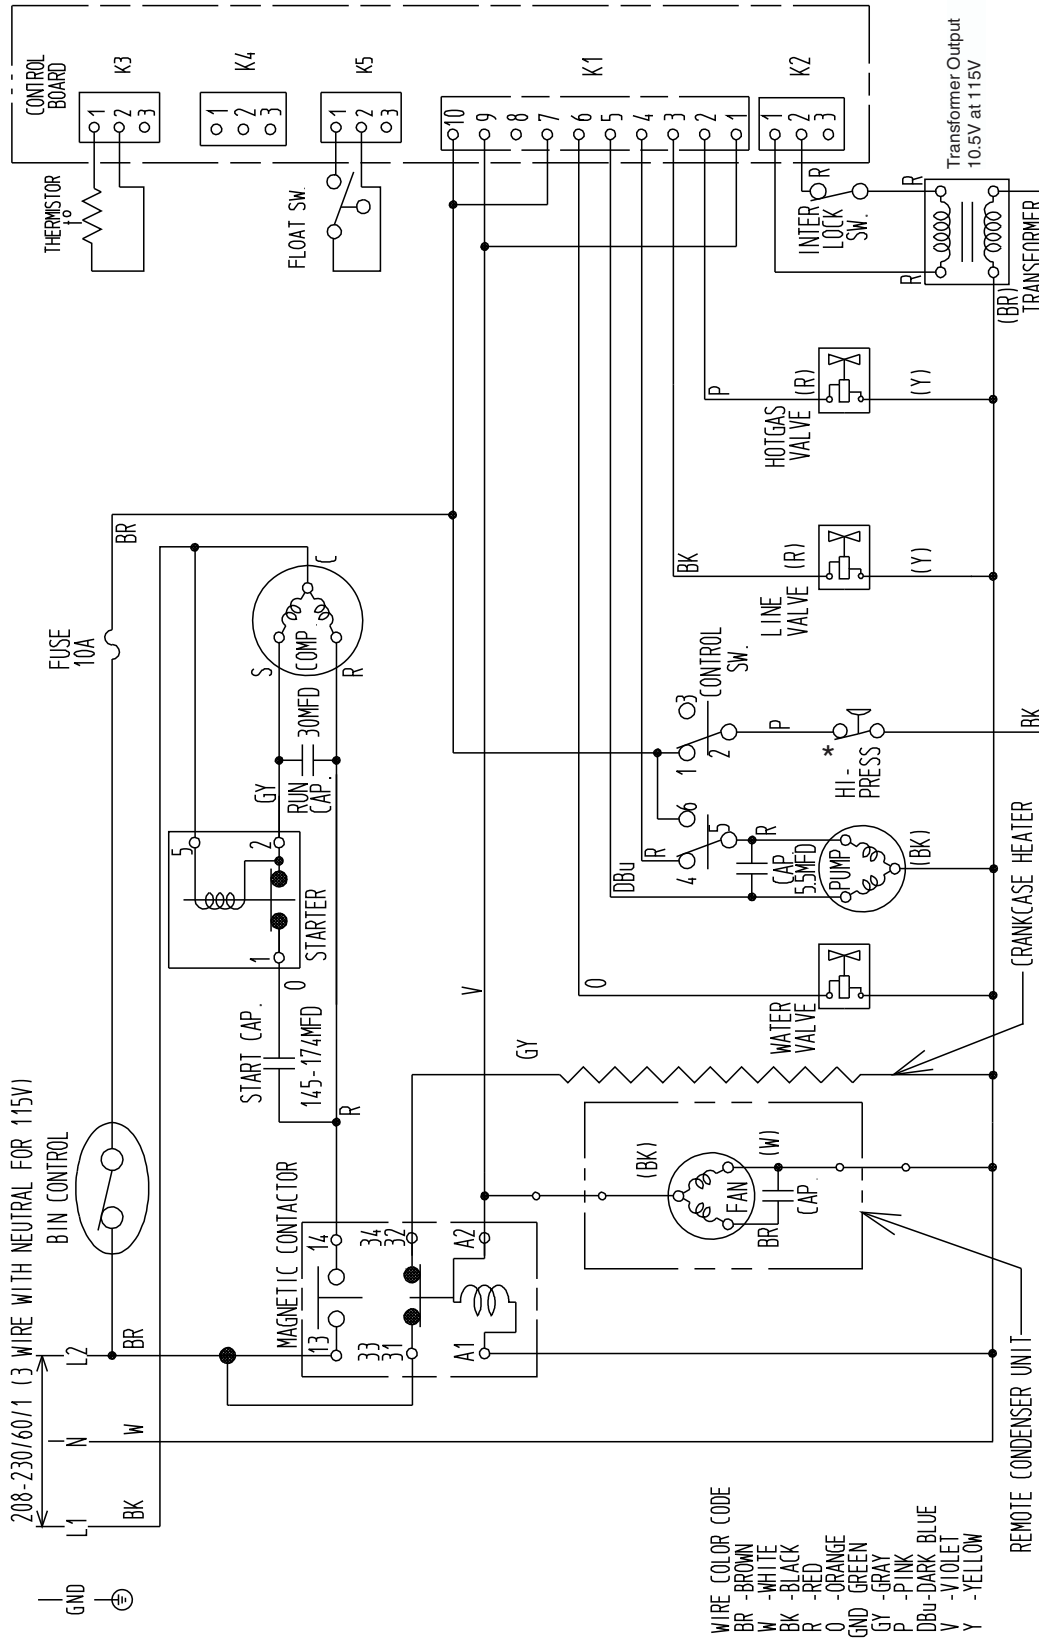 208-230/60/1 (3 WIRE WITH NEUTRAL FOR 115V)
GND
L1
N
L2
BK
W
BR
BIN CONTROL
FUSE
10A
BR
THERMISTOR
t°
FLOAT SW.
CONTROL
BOARD
K3
1
2
3
K4
1
2
3
K5
1
2
3
K1
10
9
8
7
6
5
4
3
2
1
K2
1
2
3
START CAP.
145-174MFD
O
STARTER
1
2
5
GY
RUN
CAP.
30MFD
COMP.
S
R
C
R
MAGNETIC CONTACTOR
13
14
33
31
34
32
A1
A2
V
GY
(BK)
FAN
(W)
BR
CAP
WATER
VALVE
O
DBu
R
4
5
6
CAP
5.5MFD
R
PUMP
(BK)
1
2
3
CONTROL
SW.
P
*
HI-
PRESS
BK
LINE
VALVE
BK
(R)
(Y)
HOTGAS
VALVE
P
(R)
(Y)
INTER
LOCK
SW.
R
R
R
(BR)
TRANSFORMER
Transformer Output
10.5V at 115V
CRANKCASE HEATER
REMOTE CONDENSER UNIT
WIRE COLOR CODE
BR -BROWN
W -WHITE
BK -BLACK
R -RED
O -ORANGE
GND GREEN
GY -GRAY
P -PINK
DBu-DARK BLUE
V -VIOLET
Y -YELLOW